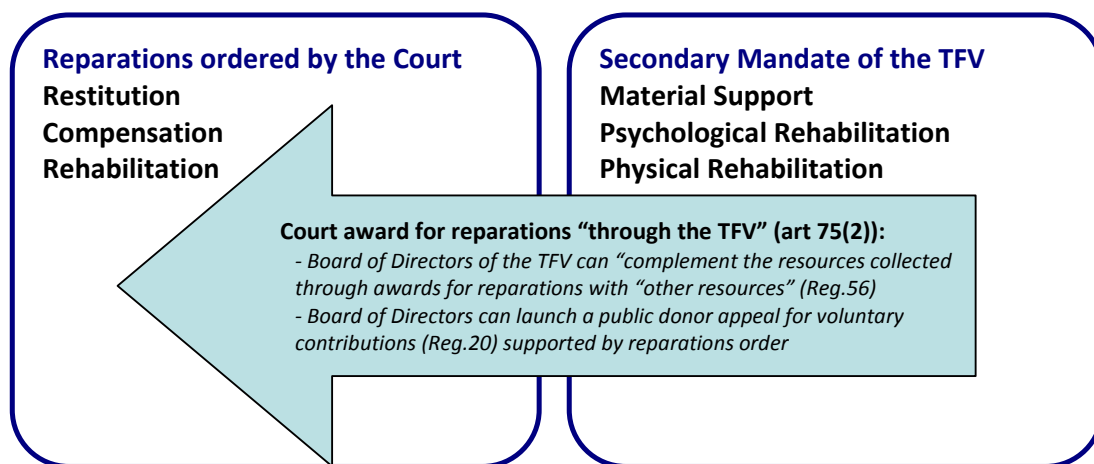 Reparations ordered by the Court
Restitution
Compensation
Rehabilitation
Secondary Mandate of the TFV
Material Support
Psychological Rehabilitation
Physical Rehabilitation
Court award for reparations “through the TFV” (art 75(2)):
- Board of Directors of the TFV can “complement the resources collected
through awards for reparations with “other resources” (Reg.56)
- Board of Directors can launch a public donor appeal for voluntary
contributions (Reg.20) supported by reparations order